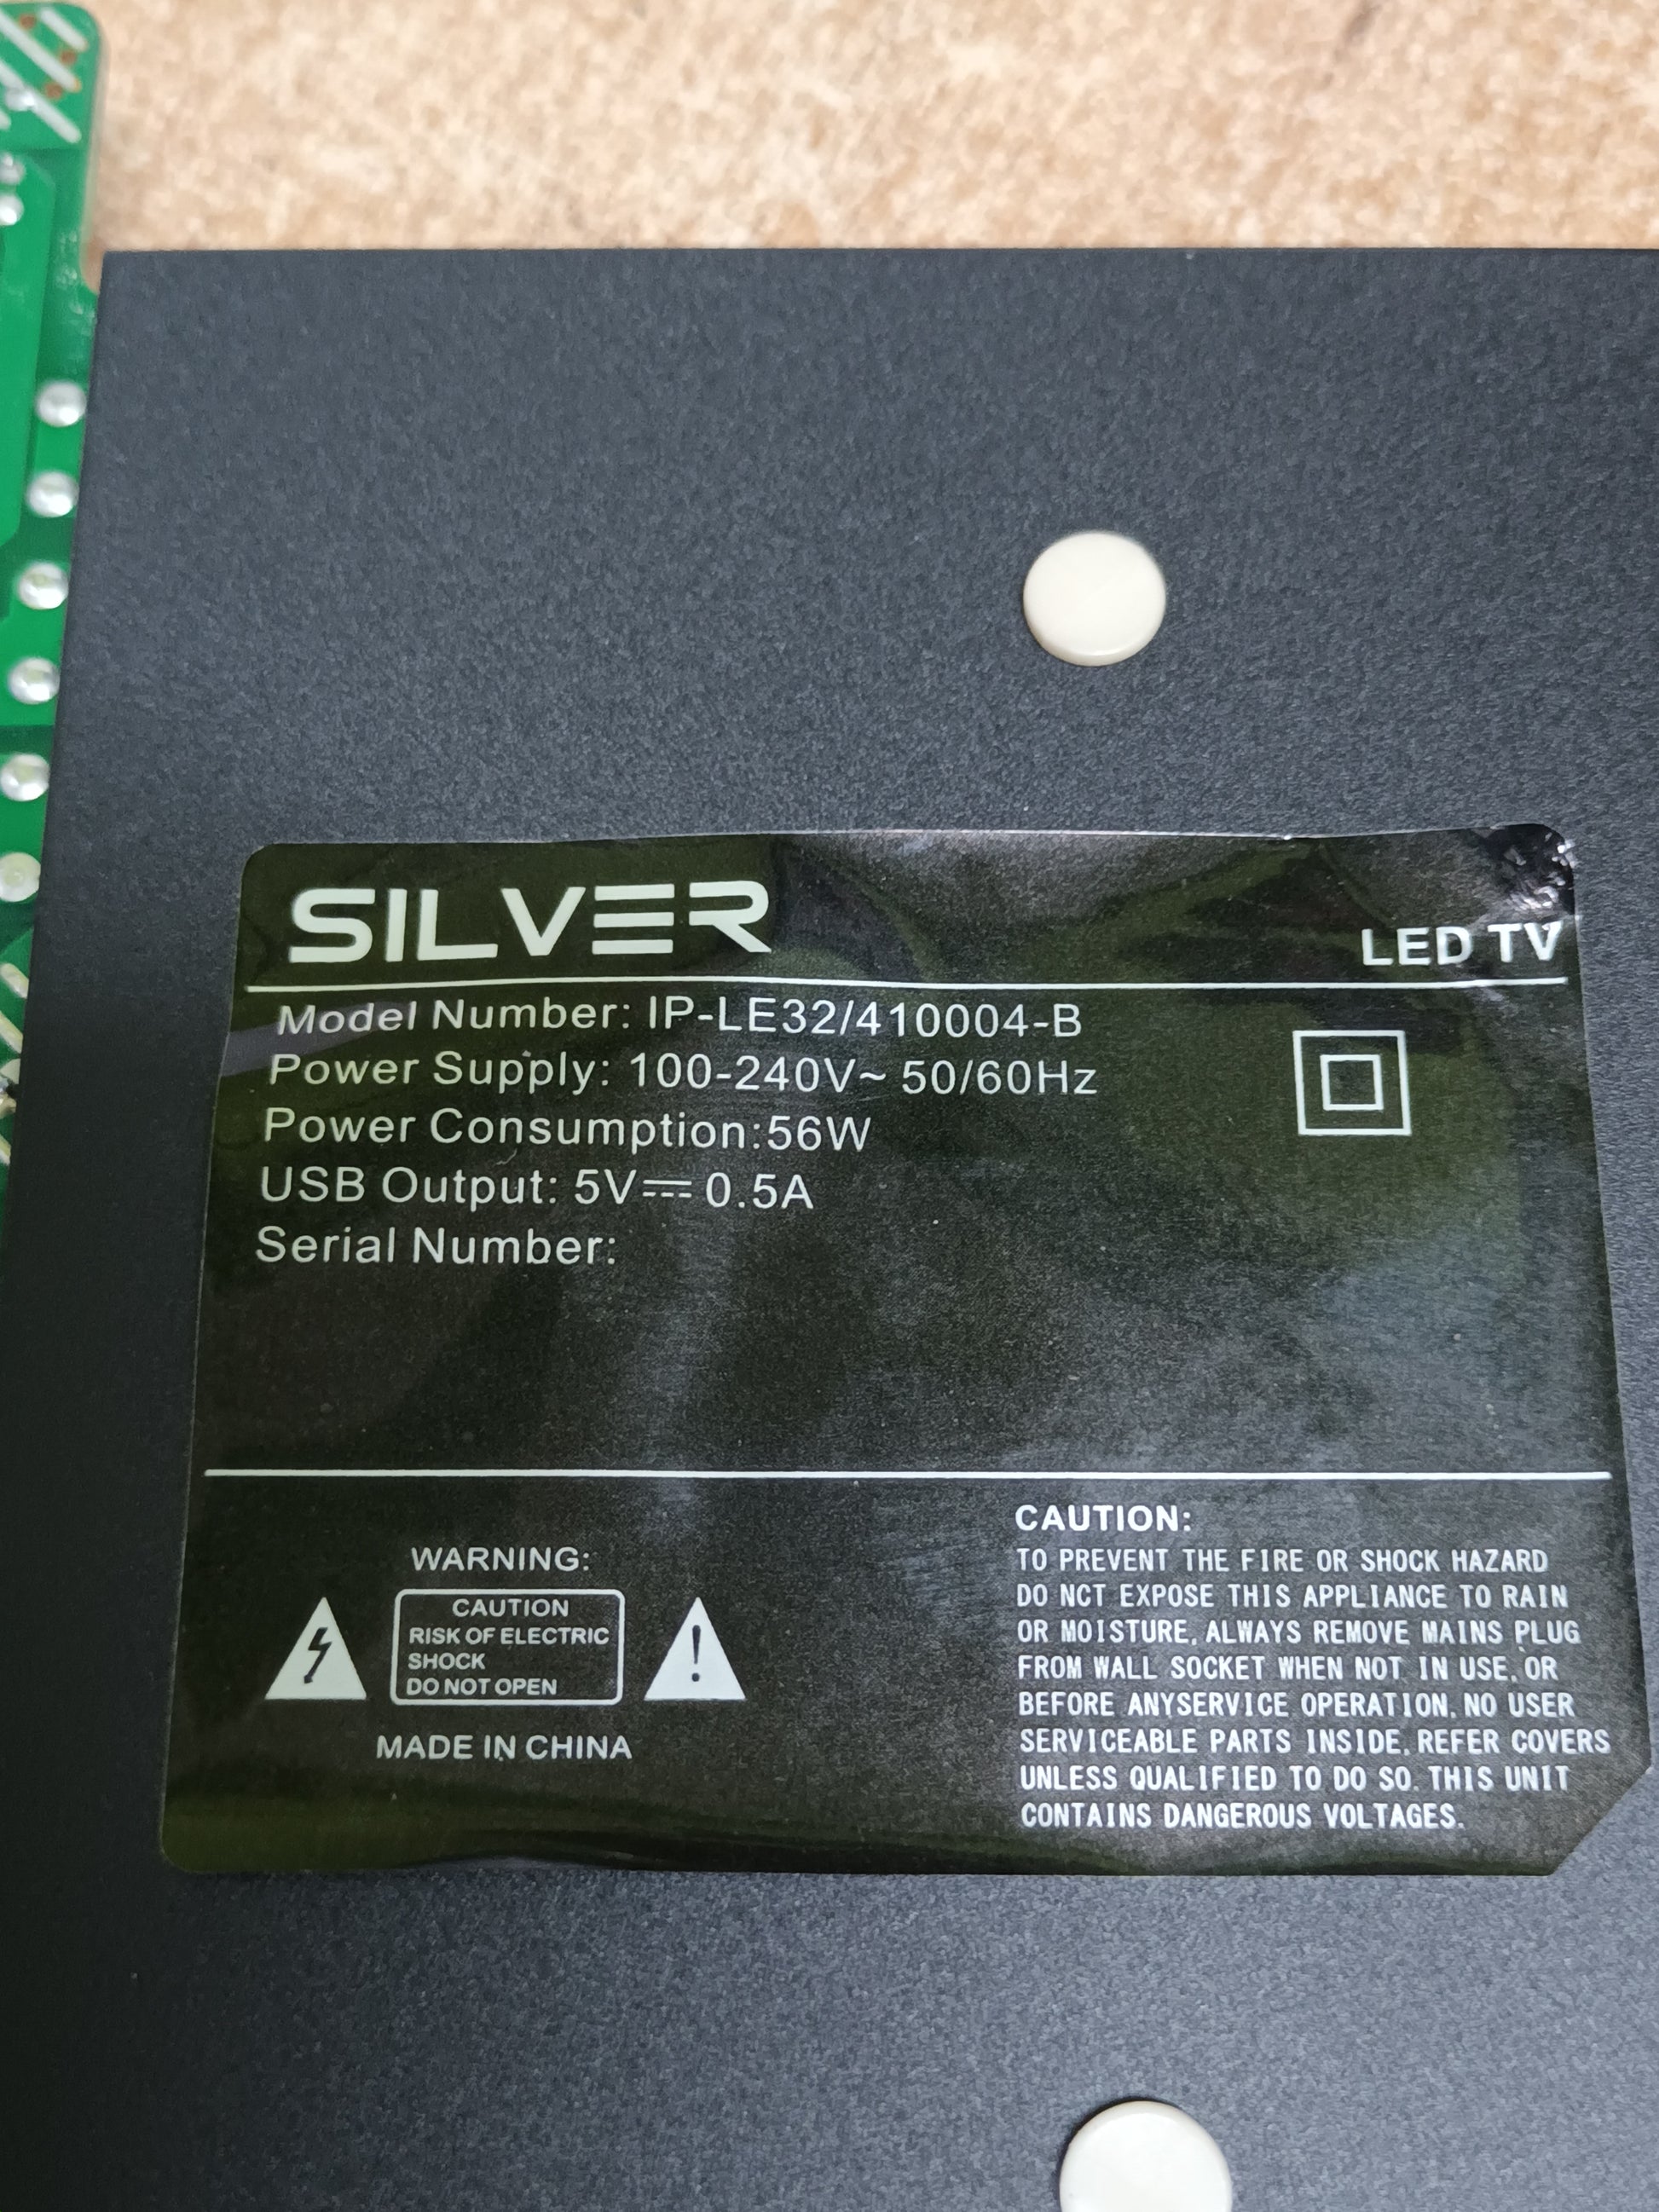 SILVER
LED TV
Model Number: IP-LE32/410004-B
Power Supply: 100-240V~ 50/60Hz
Power Consumption:56W
USB Output: 5V⎓0.5A
Serial Number:
WARNING:
CAUTION
RISK OF ELECTRIC
SHOCK
DO NOT OPEN
MADE IN CHINA
CAUTION:
TO PREVENT THE FIRE OR SHOCK HAZARD
DO NCT EXPOSE THIS APPLIANCE TO RAIN
OR MOISTURE, ALWAYS REMOVE MAINS PLUG
FROM WALL SOCKET WHEN NOT IN USE, OR
BEFORE ANYSERVICE OPERATION. NO USER
SERVICEABLE PARTS INSIDE, REFER COVERS
UNLESS QUALIFIED TO DO SO. THIS UNIT
CONTAINS DANGEROUS VOLTAGES.